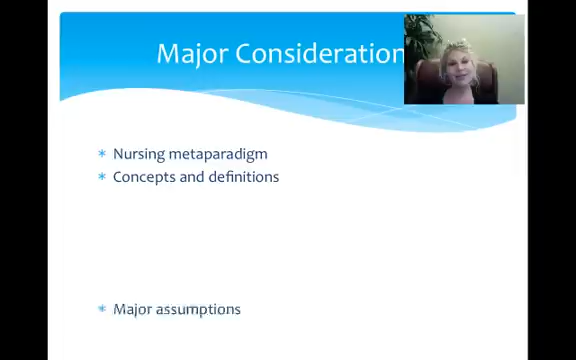 Major Consideration
Nursing metaparadigm
Concepts and definitions
Major assumptions